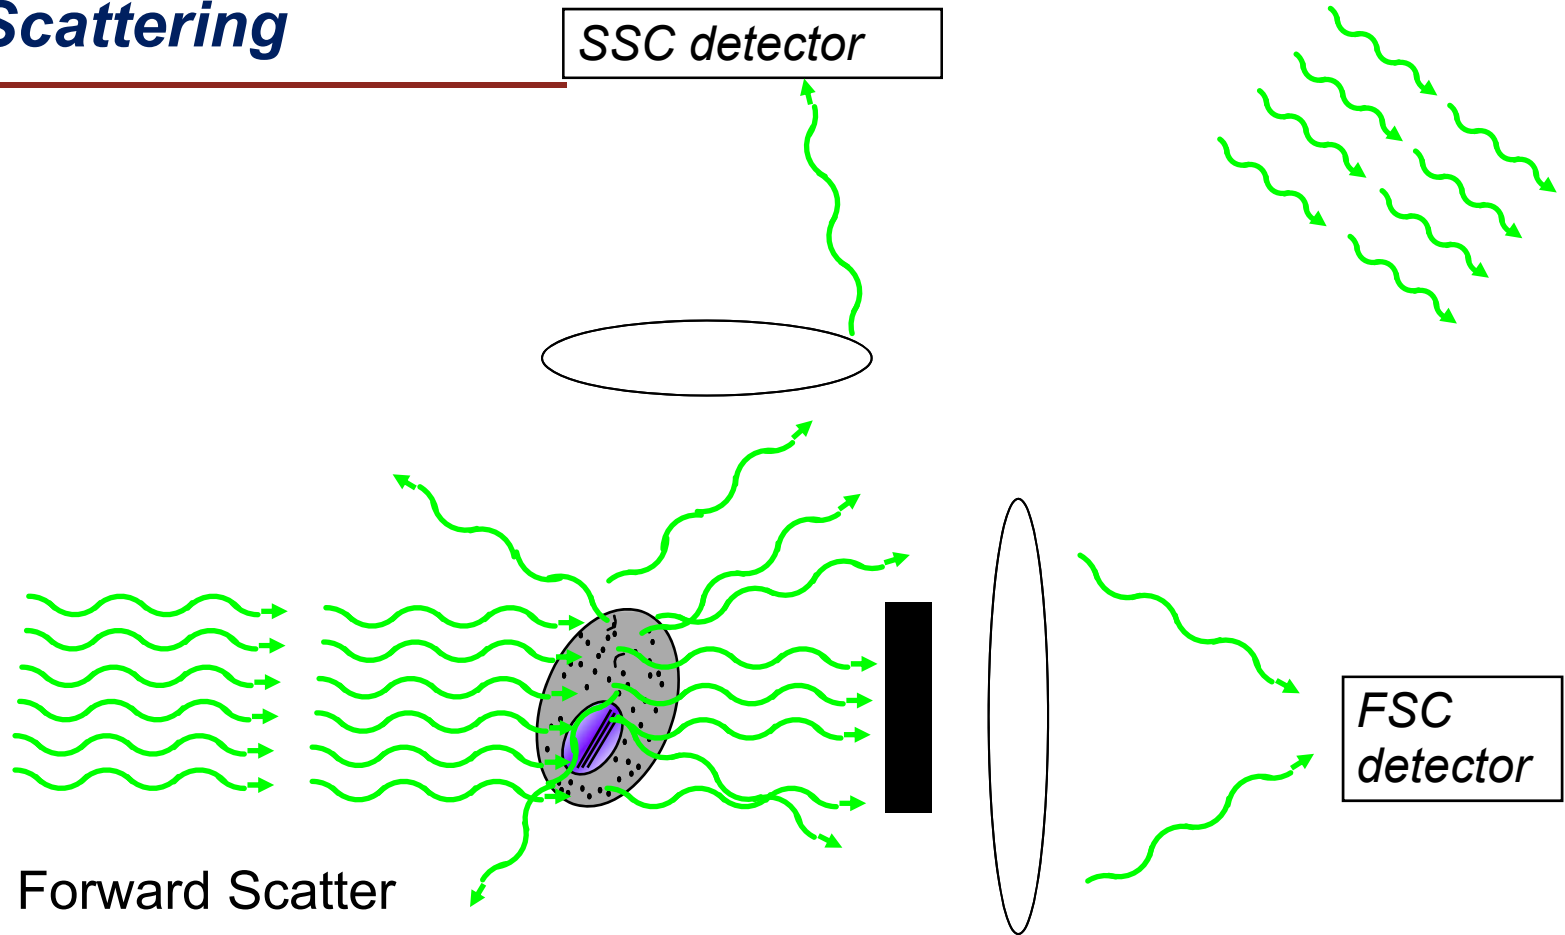 Scattering
SSC detector
FSC
detector
Forward Scatter